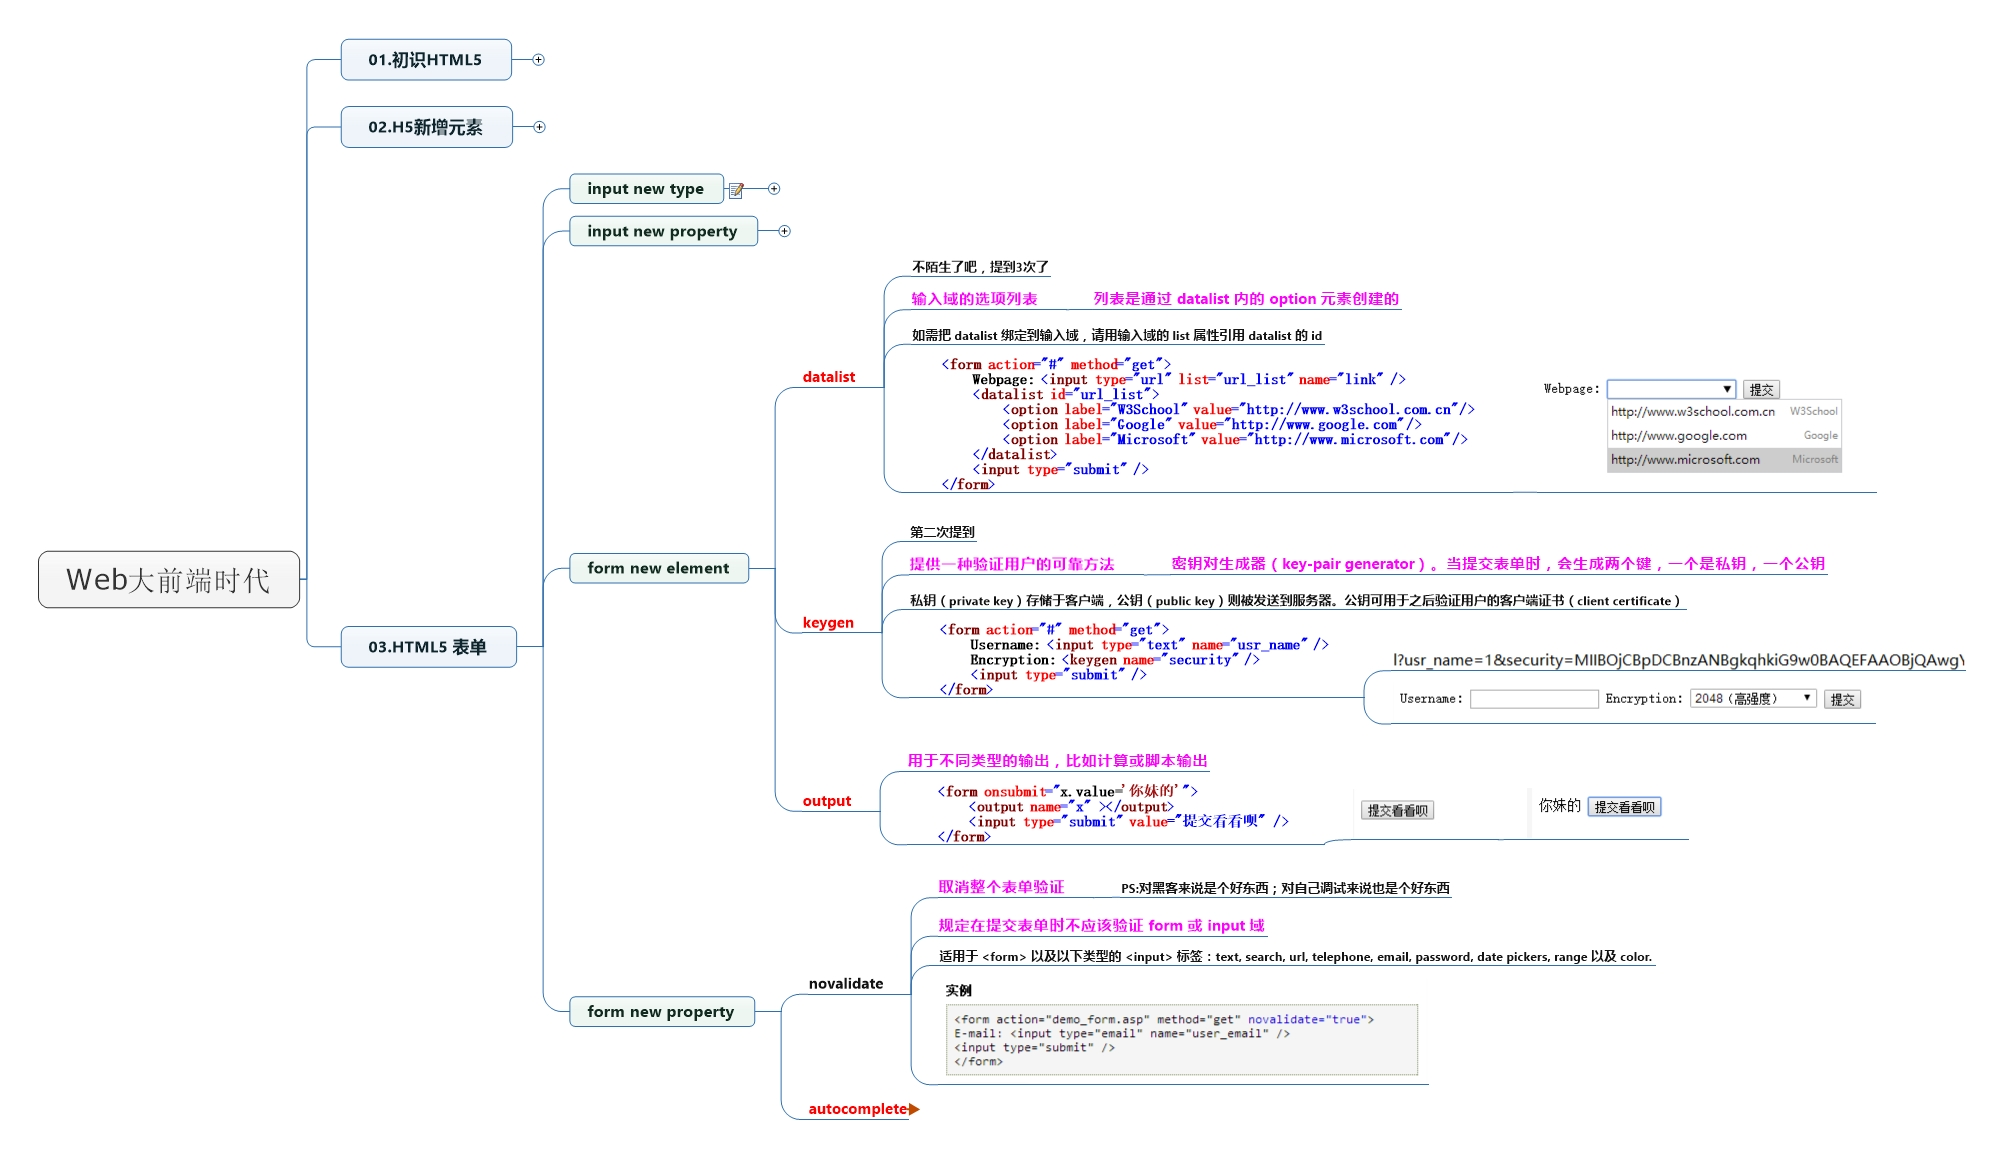 Web大前端时代
01.初识HTML5
02.H5新增元素
03.HTML5 表单
input new type
input new property
form new element
datalist
不陌生了吧，提到3次了
输入域的选项列表
列表是通过 datalist 内的 option 元素创建的
如需把 datalist 绑定到输入域，请用输入域的 list 属性引用 datalist 的 id
<form action="#" method="get">
Webpage: <input type="url" list="url_list" name="link" />
<datalist id="url_list">
<option label="W3School" value="http://www.w3school.com.cn"/>
<option label="Google" value="http://www.google.com"/>
<option label="Microsoft" value="http://www.microsoft.com"/>
</datalist>
<input type="submit" />
</form>
Webpage: 提交
http://www.w3school.com.cn W3School
http://www.google.com Google
http://www.microsoft.com Microsoft
keygen
第二次提到
提供一种验证用户的可靠方法
密钥对生成器（key-pair generator）。当提交表单时，会生成两个键，一个是私钥，一个公钥
私钥（private key）存储于客户端，公钥（public key）则被发送到服务器。公钥可用于之后验证用户的客户端证书（client certificate）
<form action="#" method="get">
Username: <input type="text" name="usr_name" />
Encryption: <keygen name="security" />
<input type="submit" />
</form>
l?usr_name=1&security=MIIBOjCBpDCBnzANBgkqhkiG9w0BAQEFAAOBjQAwgY
Username: Encryption: 2048（高强度） 提交
output
用于不同类型的输出，比如计算或脚本输出
<form onsubmit="x.value='你妹的'">
<output name="x" ></output>
<input type="submit" value="提交看看呗" />
</form>
提交看看呗
你妹的 提交看看呗
form new property
novalidate
取消整个表单验证
PS:对黑客来说是个好东西；对自己调试来说也是个好东西
规定在提交表单时不应该验证 form 或 input 域
适用于 <form> 以及以下类型的 <input> 标签：text, search, url, telephone, email, password, date pickers, range 以及 color.
实例
<form action="demo_form.asp" method="get" novalidate="true">
E-mail: <input type="email" name="user_email" />
<input type="submit" />
</form>
autocomplete